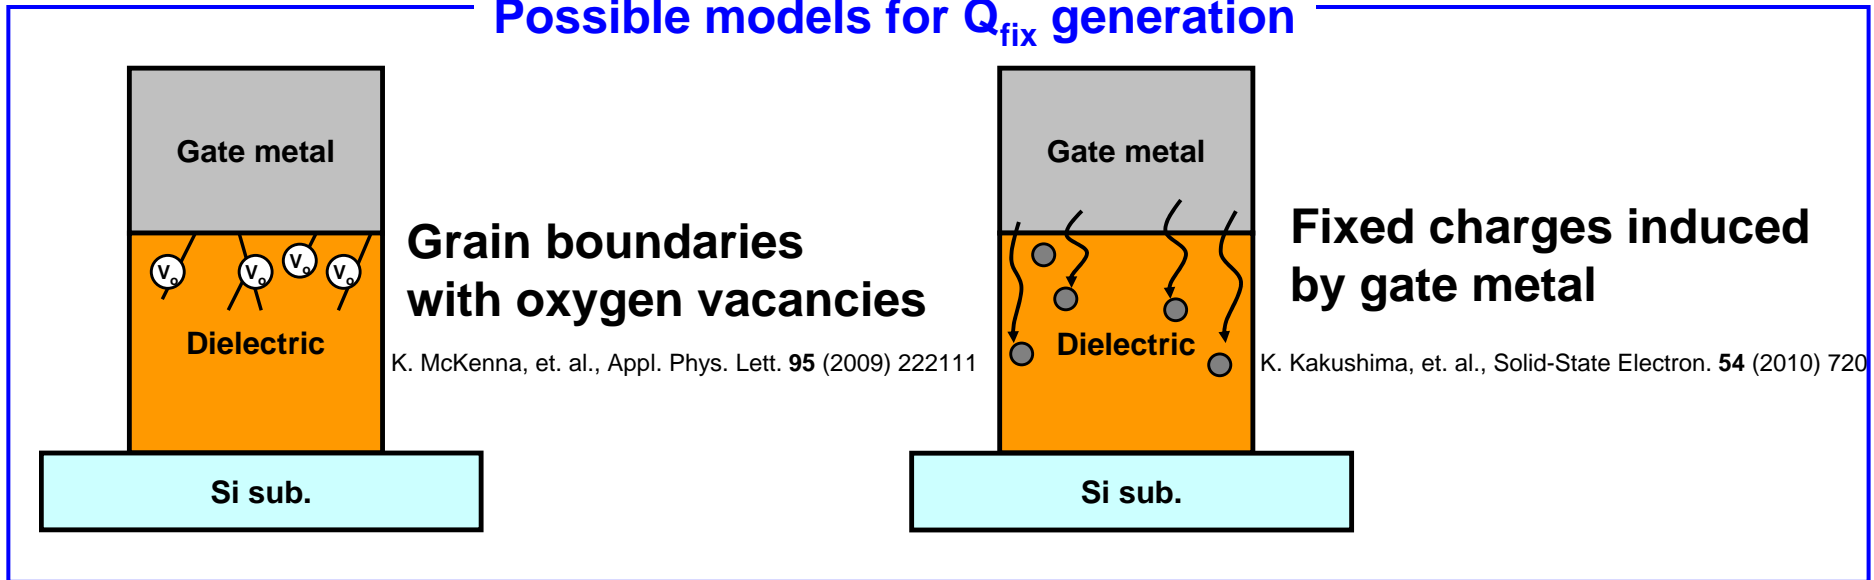 Possible models for Qfix generation
Gate metal
Vo
Vo
Vo
Vo
Dielectric
Si sub.
Grain boundaries
with oxygen vacancies
K. McKenna, et. al., Appl. Phys. Lett. 95 (2009) 222111
Gate metal
Dielectric
Si sub.
Fixed charges induced
by gate metal
K. Kakushima, et. al., Solid-State Electron. 54 (2010) 720